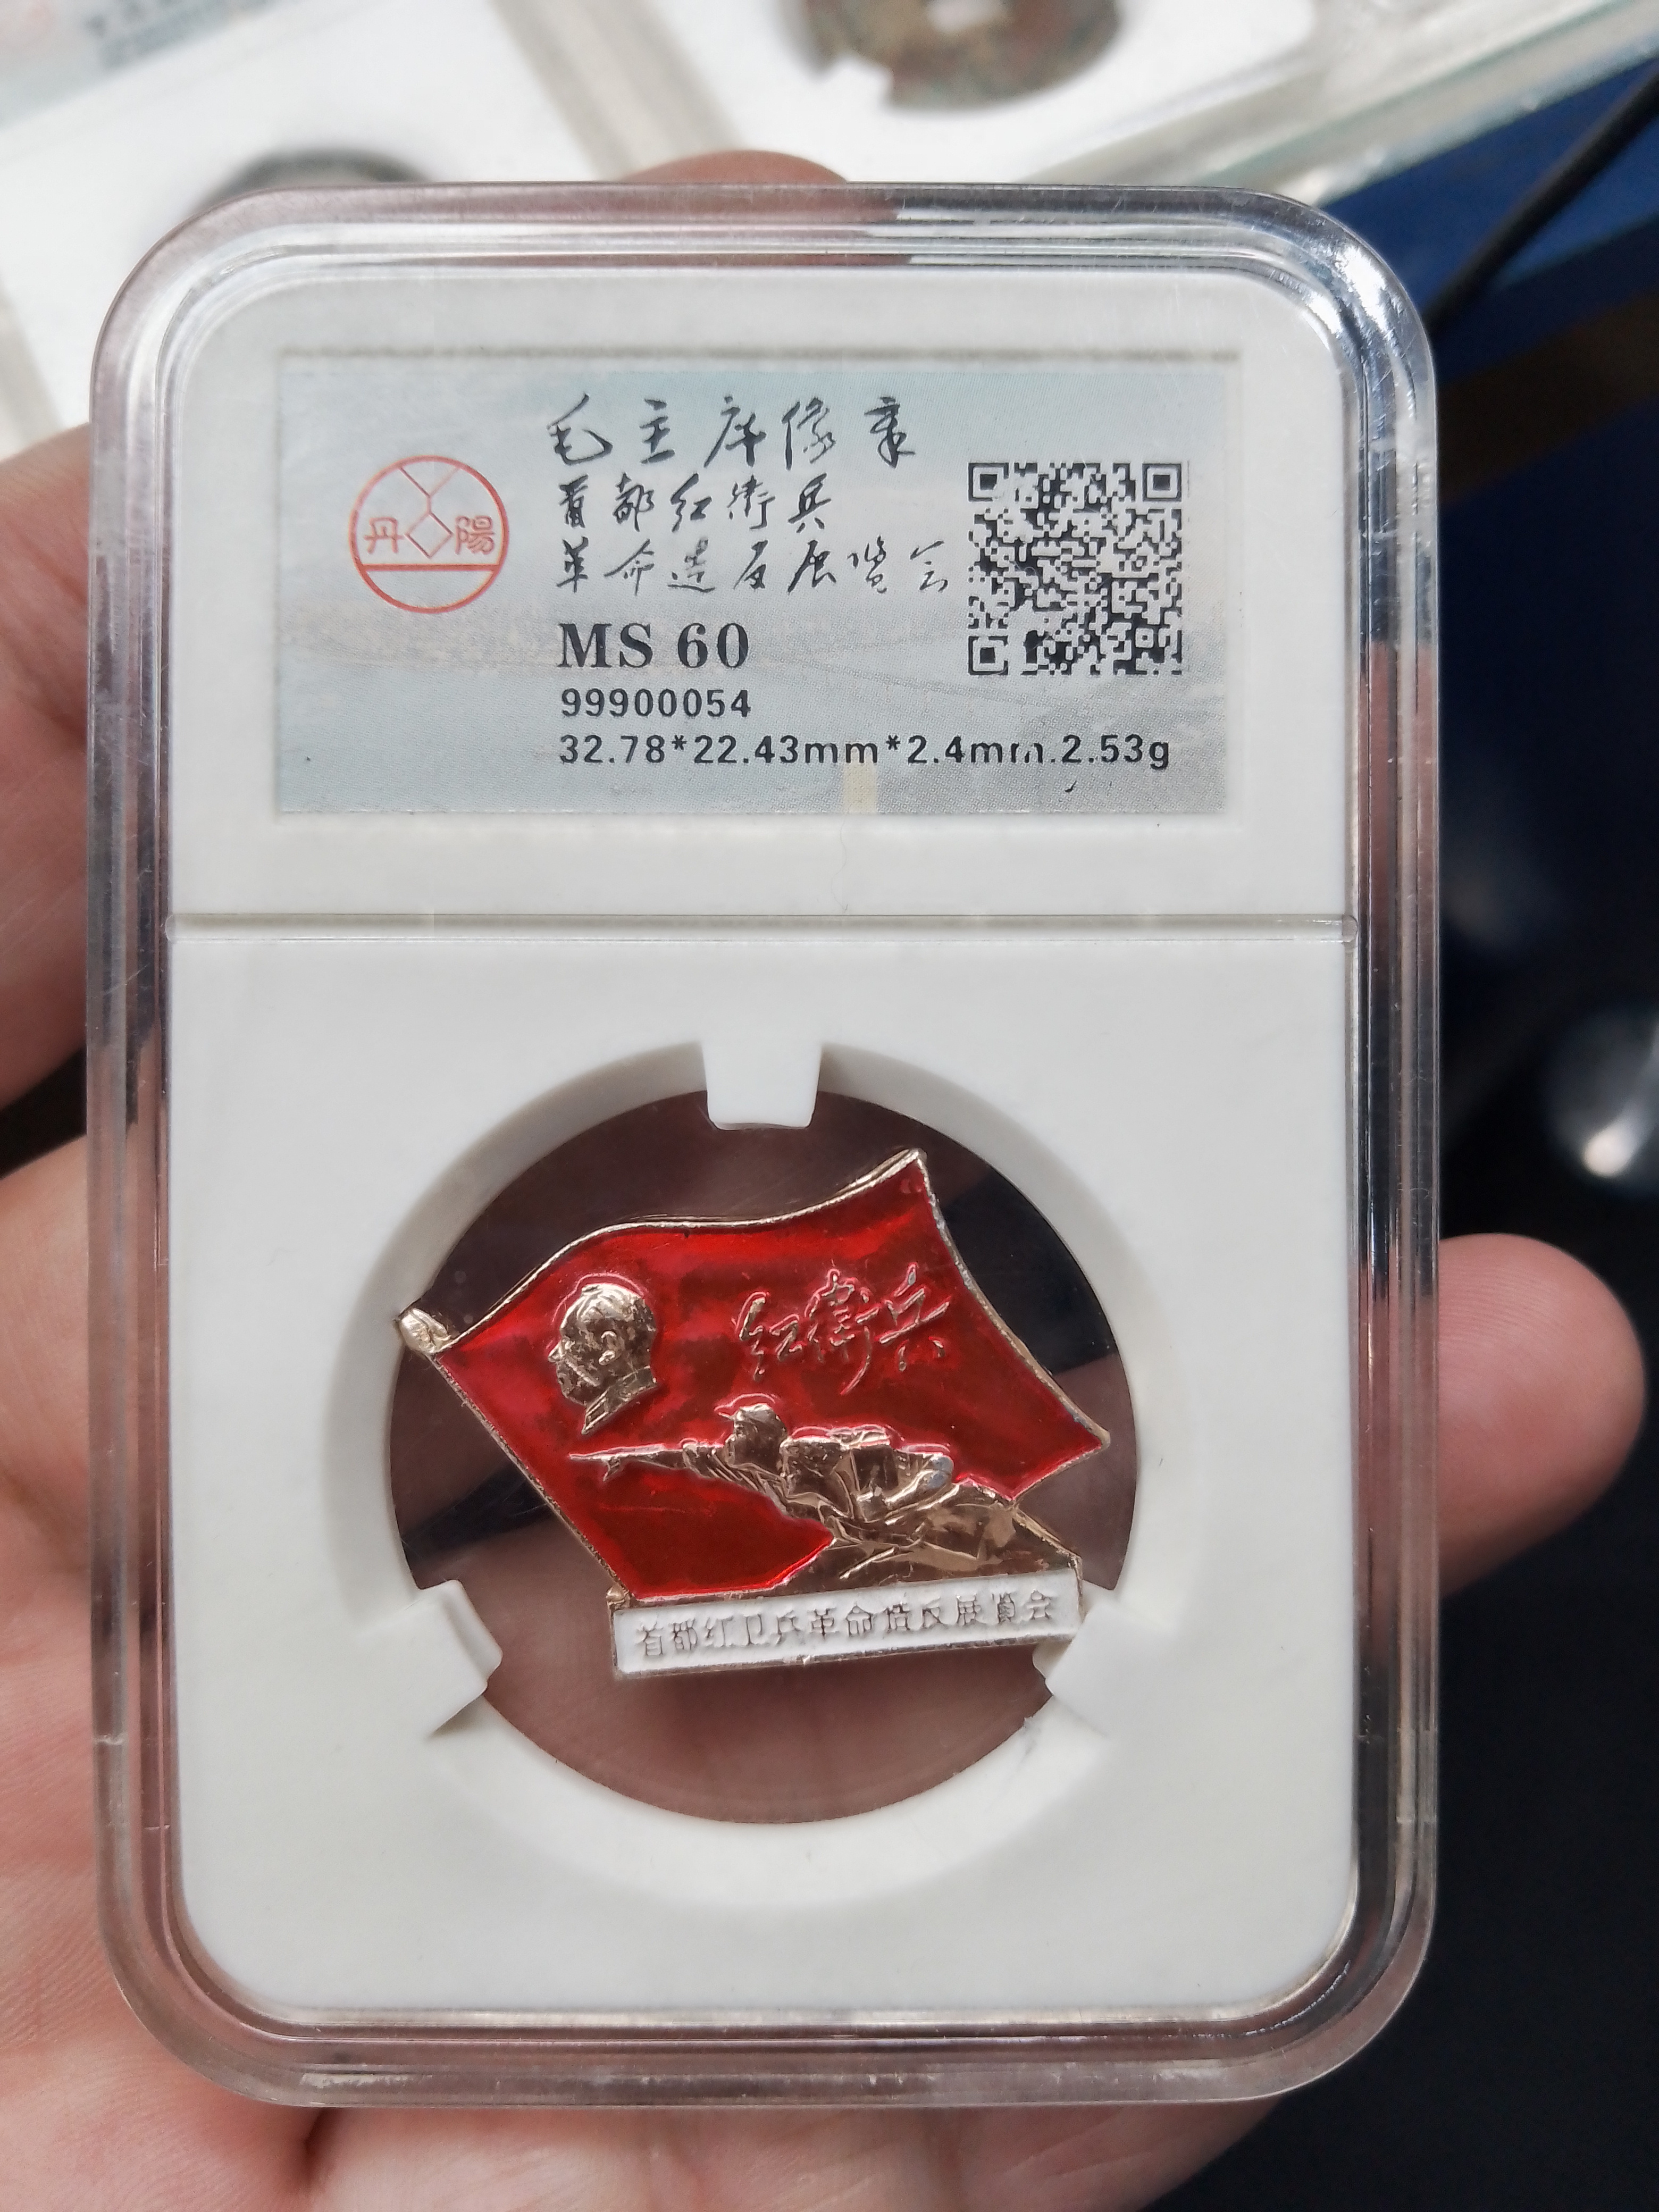 毛主席像章
丹陽
首都红衛兵
革命造反展览会
MS 60
99900054
32.78*22.43mm*2.4mm.2.53g
红衛兵
首都红卫兵革命造反展览会